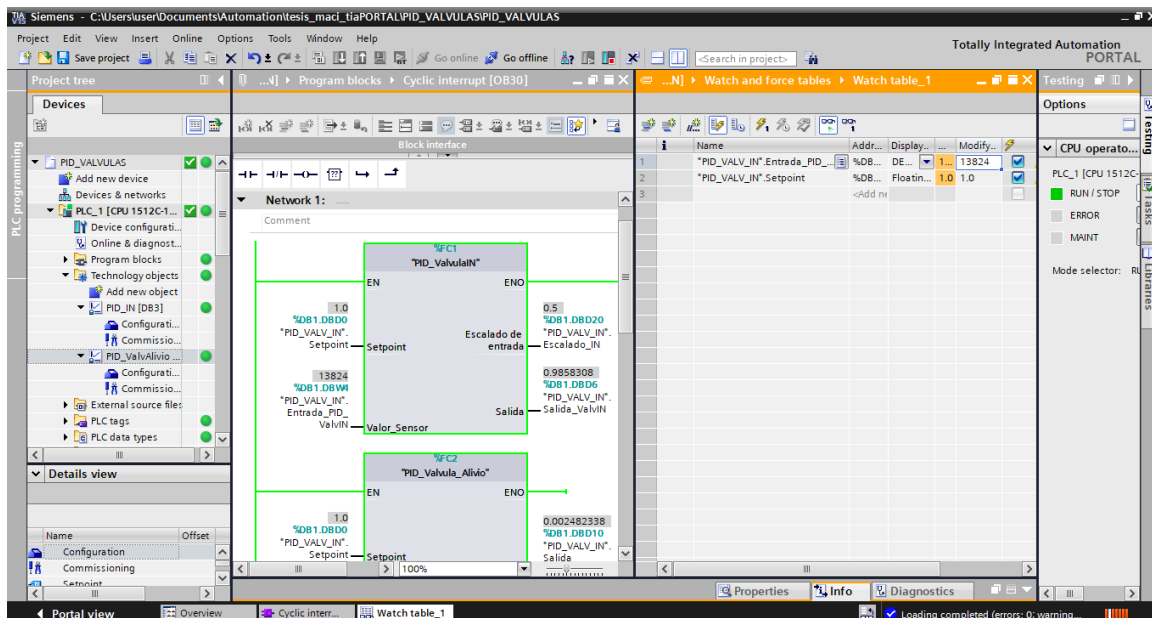 Siemens - C:\Users\user\Documents\Automation\tesis_maci_tiaPORTAL\PID_VALVULAS\PID_VALVULAS
Project Edit View Insert Online Options Tools Window Help
Totally Integrated Automation
PORTAL
Save project
Go online
Go offline
<Search in project>
Project tree
Devices
PLC programming
PID_VALVULAS
Add new device
Devices & networks
PLC_1 [CPU 1512C-1...
Device configurati...
Online & diagnost...
Program blocks
Technology objects
Add new object
PID_IN [DB3]
Configurati...
Commissio...
PID_ValvAlivio ...
Configurati...
Commissio...
External source files
PLC tags
PLC data types
Details view
Name Offset
Configuration
Commissioning
Setpoint
...V] ▸ Program blocks ▸ Cyclic interrupt [OB30]
Block interface
Network 1: .....
Comment
%FC1
"PID_ValvulaIN"
EN ENO
1.0
%DB1.DBD0
"PID_VALV_IN".
Setpoint
Setpoint
13824
%DB1.DBW4
"PID_VALV_IN".
Entrada_PID_
ValvIN
Valor_Sensor
Escalado de
entrada
0.5
%DB1.DBD20
"PID_VALV_IN".
Escalado_IN
Salida
0.9858308
%DB1.DBD6
"PID_VALV_IN".
Salida_ValvIN
%FC2
"PID_Valvula_Alivio"
EN ENO
1.0
%DB1.DBD0
"PID_VALV_IN".
Setpoint
Setpoint
0.002482338
%DB1.DBD10
"PID_VALV_IN".
Salida
100%
...N] ▸ Watch and force tables ▸ Watch table_1
i Name Addr... Display... ... Modify...
1 "PID_VALV_IN".Entrada_PID_... %DB... DE... 1... 13824
2 "PID_VALV_IN".Setpoint %DB... Floatin... 1.0 1.0
3 <Add ne
Testing
Options
CPU operato...
PLC_1 [CPU 1512C-
RUN / STOP
ERROR
MAINT
Mode selector: RU
Testing
Tasks
Libraries
Properties
Info
Diagnostics
Portal view
Overview
Cyclic interr...
Watch table_1
Loading completed (errors: 0; warning...